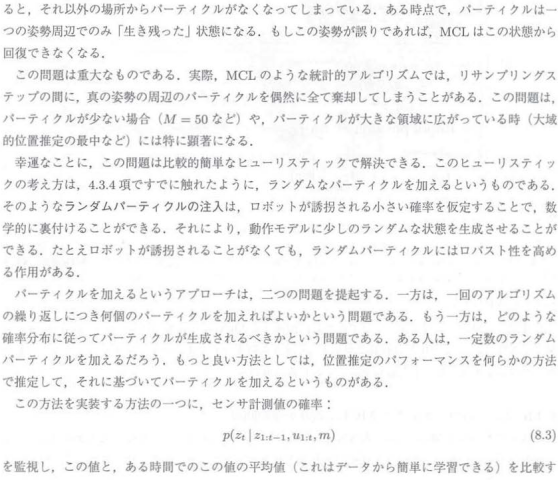 ると，それ以外の場所からパーティクルがなくなってしまっている．ある時点で，パーティクルは一
つの姿勢周辺でのみ「生き残った」状態になる．もしこの姿勢が誤りであれば，MCL はこの状態から
回復できなくなる．
この問題は重大なものである．実際，MCL のような統計的アルゴリズムでは，リサンプリングス
テップの間に，真の姿勢の周辺のパーティクルを偶然に全て棄却してしまうことがある．この問題は，
パーティクルが少ない場合（M = 50 など）や，パーティクルが大きな領域に広がっている時（大域
的位置推定の最中など）には特に顕著になる．
幸運なことに，この問題は比較的簡単なヒューリスティックで解決できる．このヒューリスティッ
クの考え方は，4.3.4 項ですでに触れたように，ランダムなパーティクルを加えるというものである．
そのようなランダムパーティクルの注入は，ロボットが誘拐される小さい確率を仮定することで，数
学的に裏付けることができる．それにより，動作モデルに少しのランダムな状態を生成させることが
できる．たとえロボットが誘拐されることがなくても，ランダムパーティクルにはロバスト性を高め
る作用がある．
パーティクルを加えるというアプローチは，二つの問題を提起する．一方は，一回のアルゴリズム
の繰り返しにつき何個のパーティクルを加えればよいかという問題である．もう一方は，どのような
確率分布に従ってパーティクルが生成されるべきかという問題である．ある人は，一定数のランダム
パーティクルを加えるだろう．もっと良い方法としては，位置推定のパフォーマンスを何らかの方法
で推定して，それに基づいてパーティクルを加えるというものがある．
この方法を実装する方法の一つに，センサ計測値の確率：
p(z_t | z_{1:t−1}, u_{1:t}, m) (8.3)
を監視し，この値と，ある時間でのこの値の平均値（これはデータから簡単に学習できる）を比較す